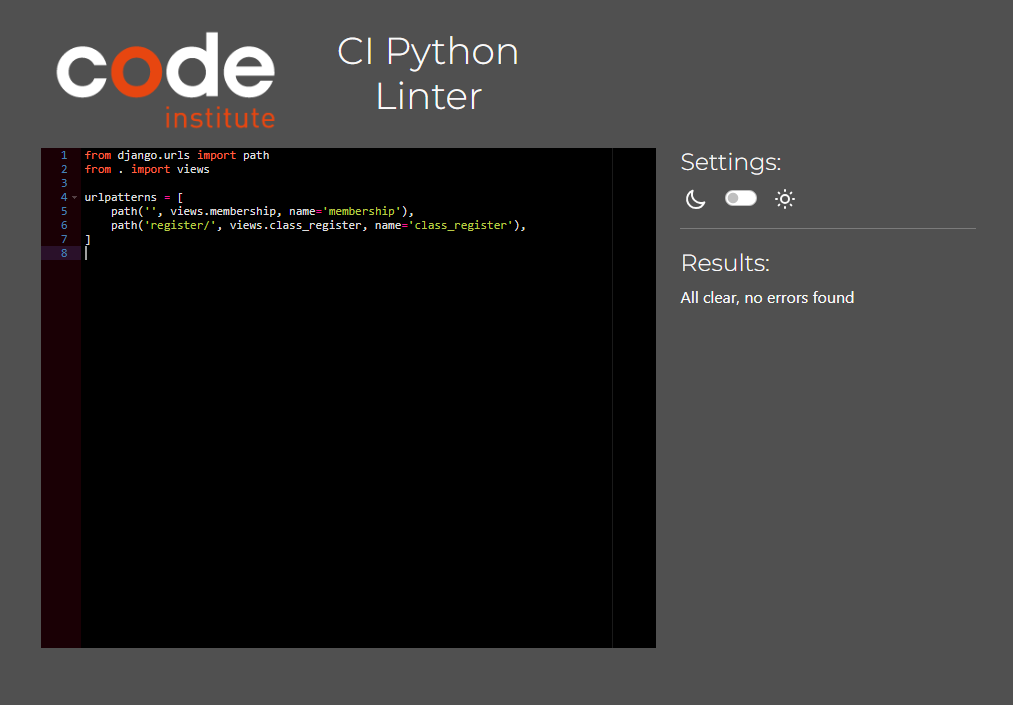 code
institute
CI Python
Linter
1 from django.urls import path
2 from . import views
3
4 urlpatterns = [
5     path('', views.membership, name='membership'),
6     path('register/', views.class_register, name='class_register'),
7 ]
8
Settings:
Results:
All clear, no errors found